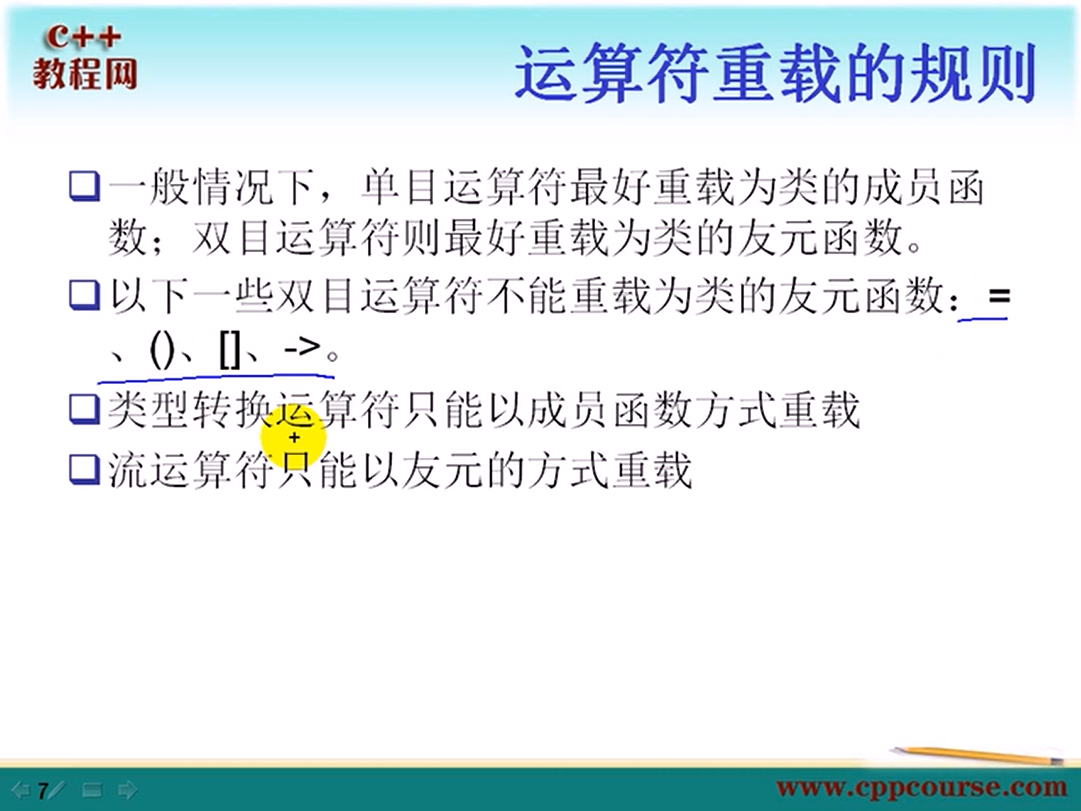 C++
教程网
运算符重载的规则
一般情况下，单目运算符最好重载为类的成员函
数；双目运算符则最好重载为类的友元函数。
以下一些双目运算符不能重载为类的友元函数：=
、()、[]、->。
类型转换运算符只能以成员函数方式重载
流运算符只能以友元的方式重载
7
www.cppcourse.com